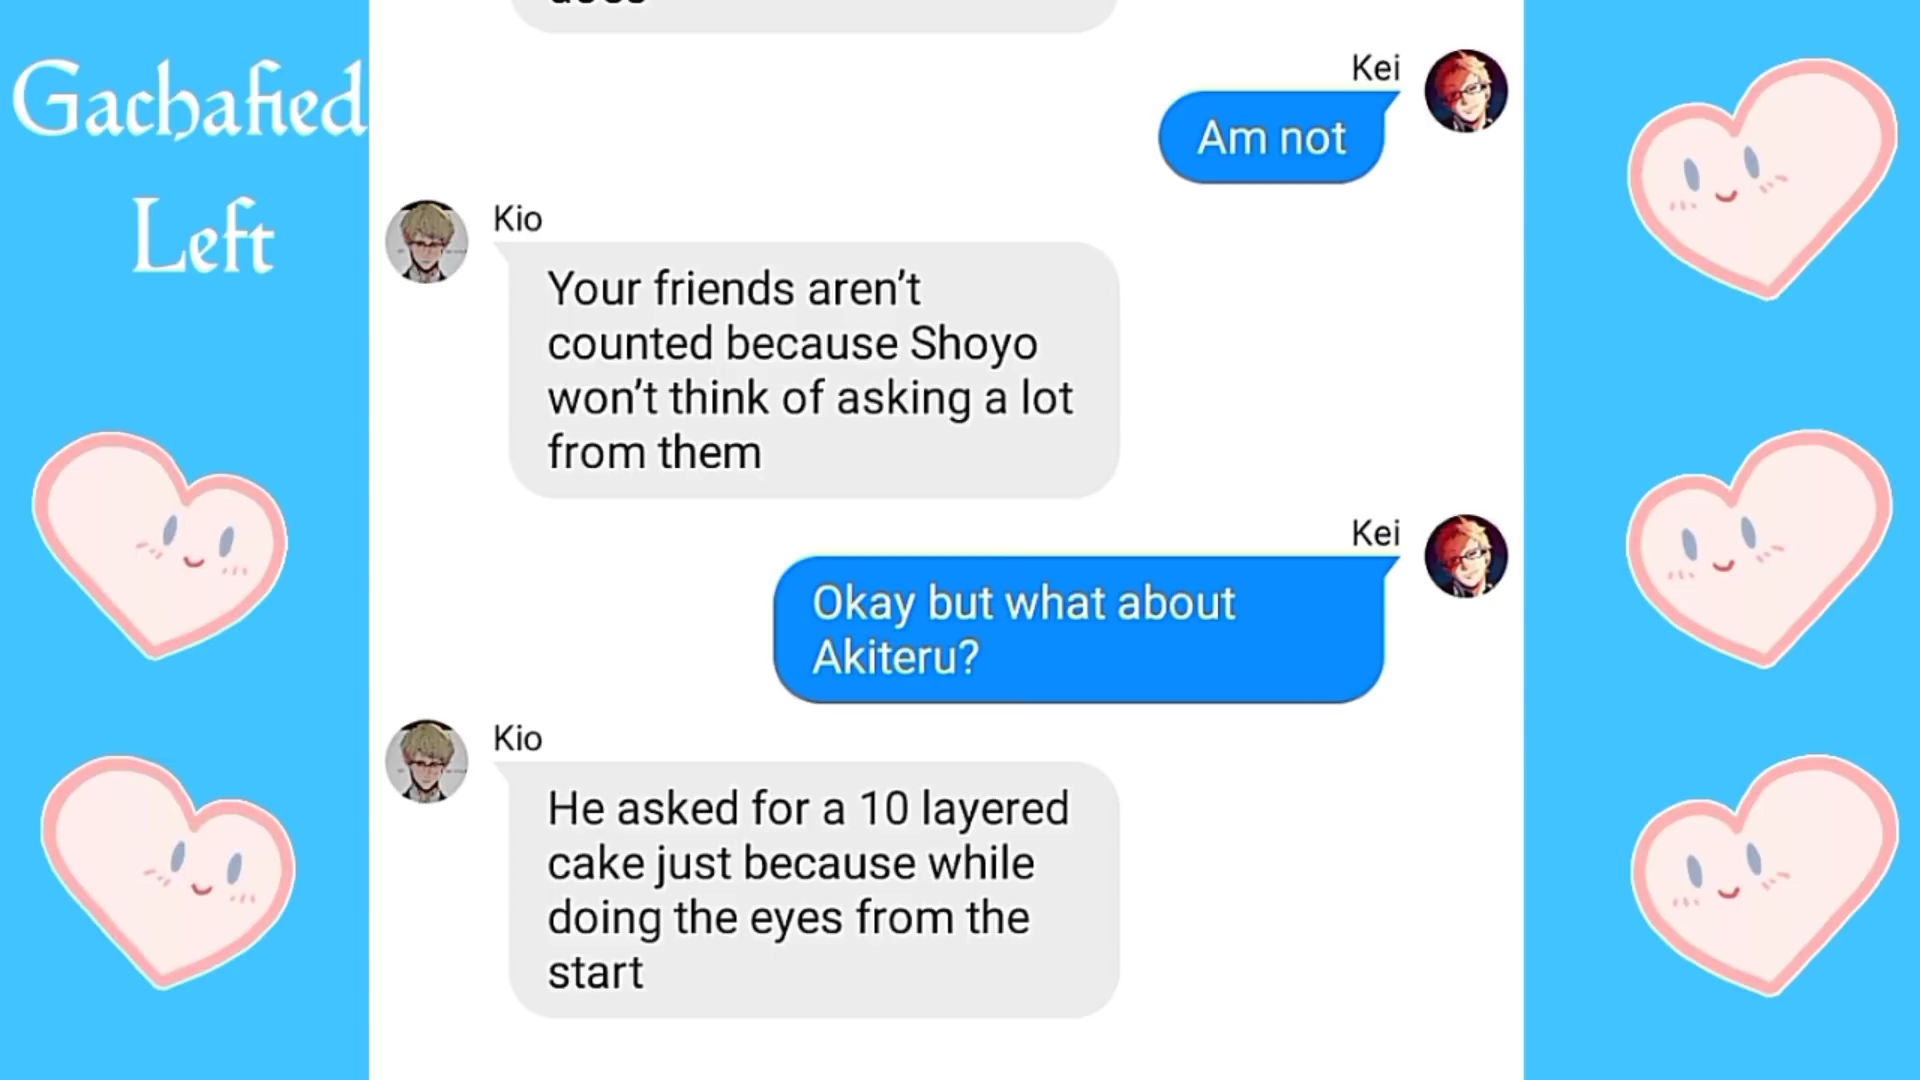 Gachafied
Left
Kei
Am not
Kio
Your friends aren't
counted because Shoyo
won't think of asking a lot
from them
Kei
Okay but what about
Akiteru?
Kio
He asked for a 10 layered
cake just because while
doing the eyes from the
start